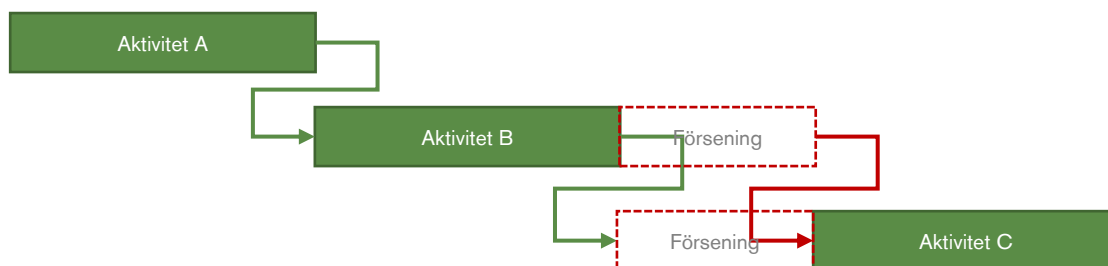 Aktivitet A
Aktivitet B
Försening
Försening
Aktivitet C